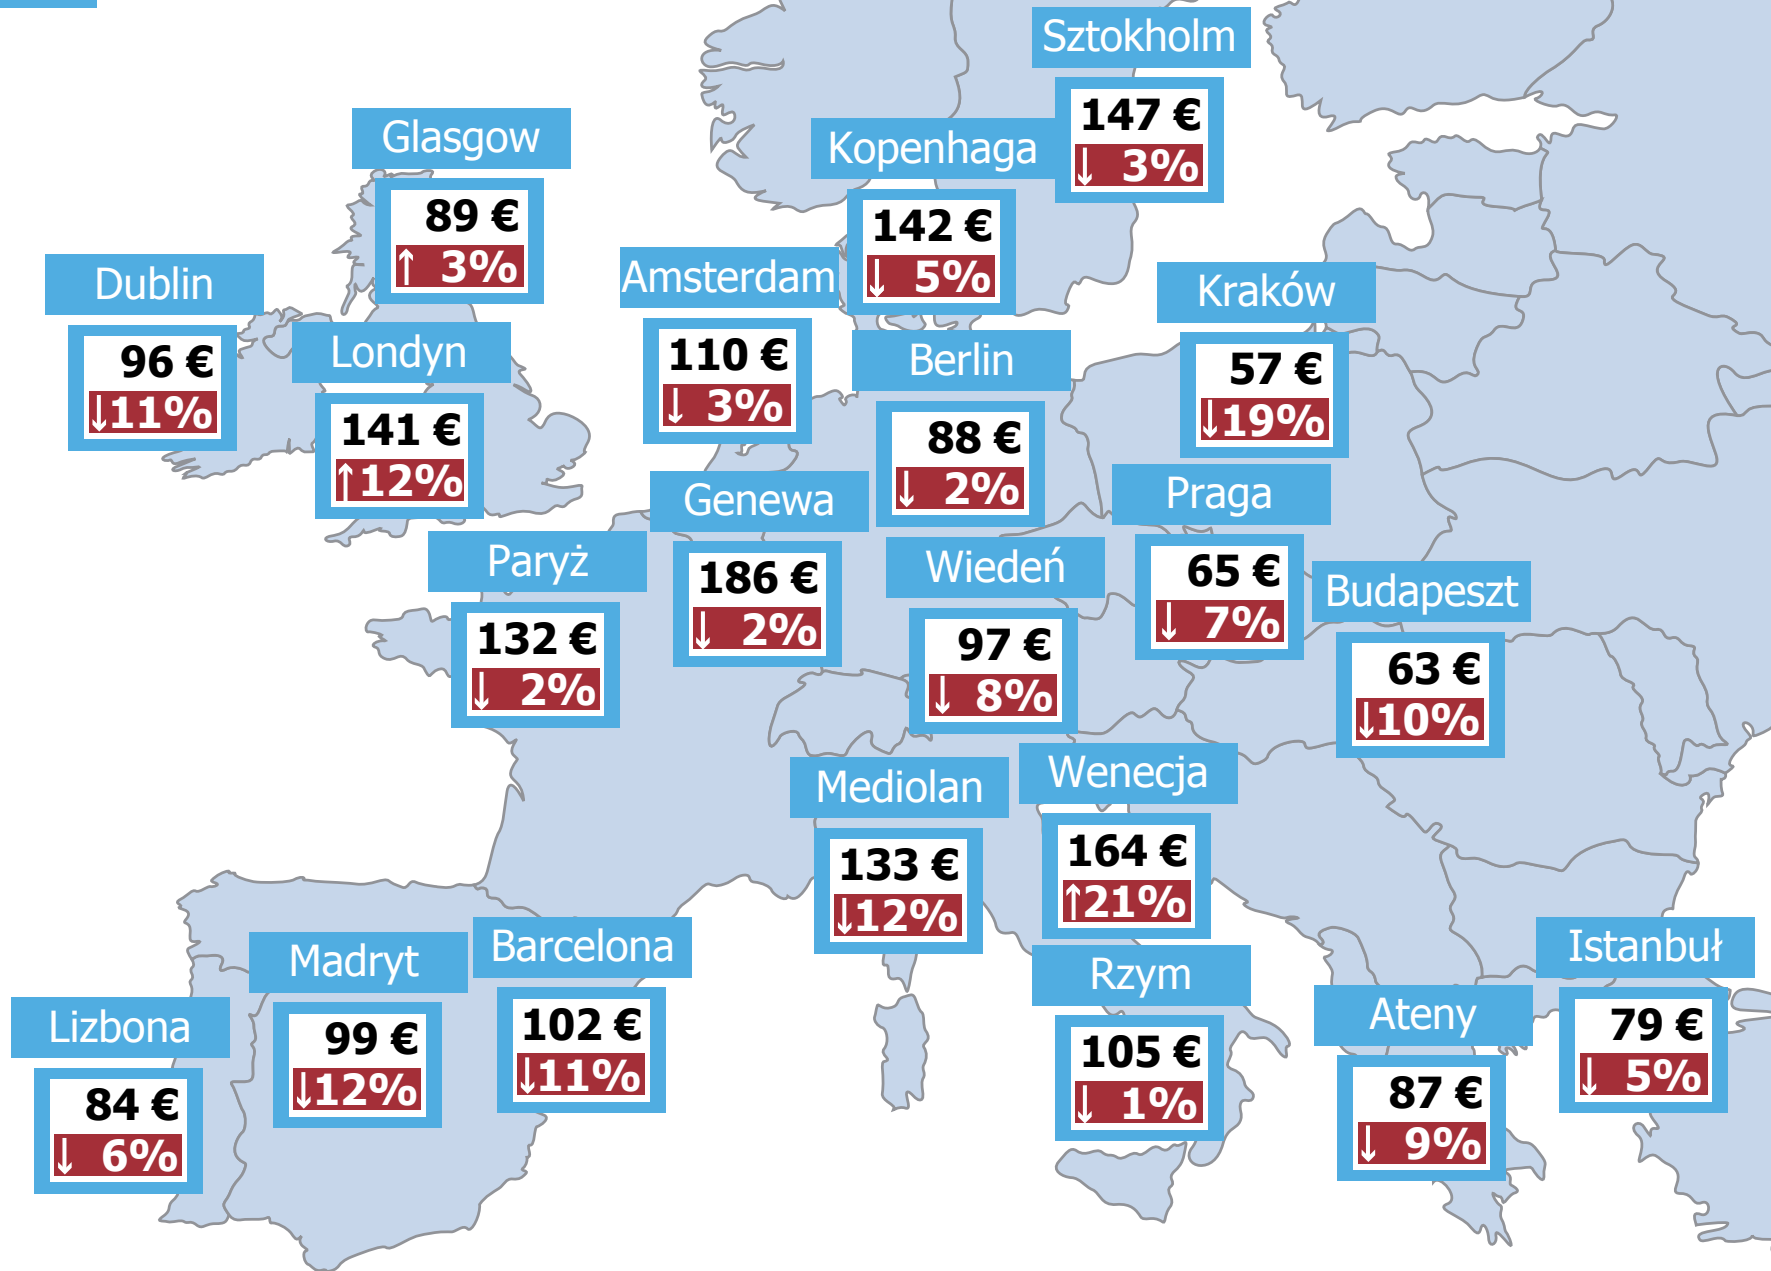 Sztokholm
147 €
↓ 3%
Glasgow
89 €
↑ 3%
Kopenhaga
142 €
↓ 5%
Dublin
96 €
↓11%
Londyn
141 €
↑12%
Amsterdam
110 €
↓ 3%
Berlin
88 €
↓ 2%
Kraków
57 €
↓19%
Genewa
186 €
↓ 2%
Praga
65 €
↓ 7%
Paryż
132 €
↓ 2%
Wiedeń
97 €
↓ 8%
Budapeszt
63 €
↓10%
Mediolan
133 €
↓12%
Wenecja
164 €
↑21%
Lizbona
84 €
↓ 6%
Madryt
99 €
↓12%
Barcelona
102 €
↓11%
Rzym
105 €
↓ 1%
Ateny
87 €
↓ 9%
Istanbuł
79 €
↓ 5%